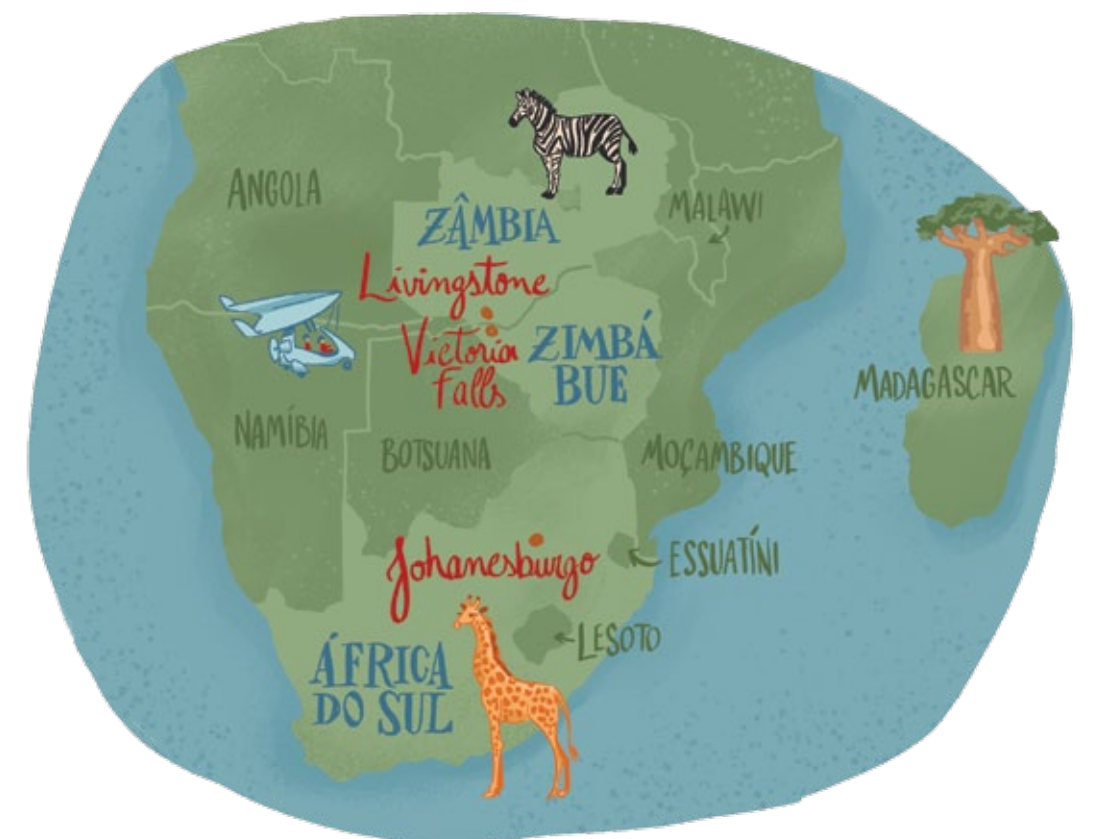 ANGOLA
MALAWI
ZÂMBIA
Livingstone
Victoria
Falls
ZIMBÁ
BUE
MADAGASCAR
NAMÍBIA
BOTSUANA
MOÇAMBIQUE
Johanesburgo
ESSUATÍNI
LESOTO
ÁFRICA
DO SUL